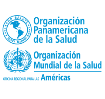 Organización
Panamericana
de la Salud
Organización
Mundial de la Salud
OFICINA REGIONAL PARA LAS Américas